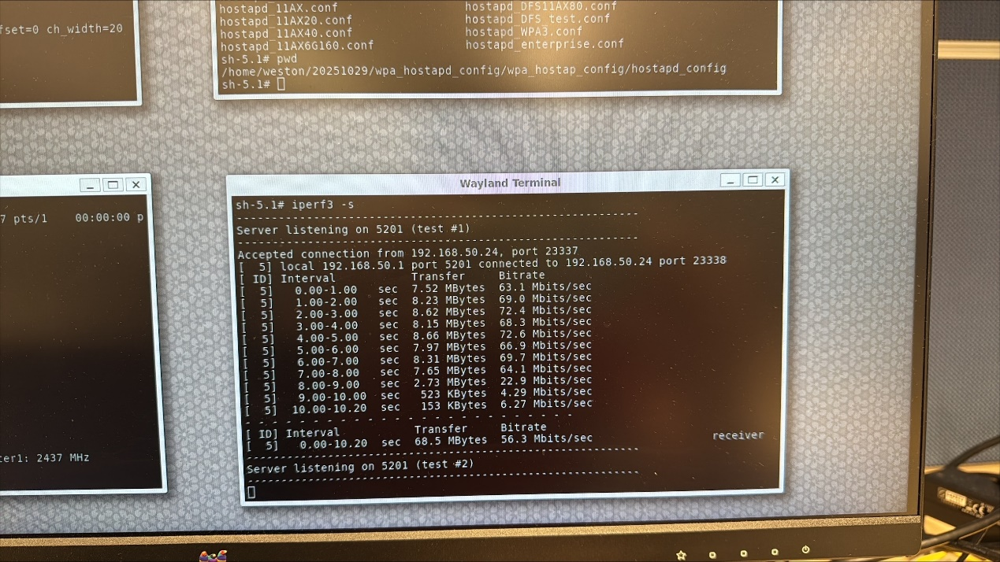 fset=0 ch_width=20
hostapd_11AX.conf hostapd_DFS11AX80.conf
hostapd_11AX20.conf hostapd_DFS_test.conf
hostapd_11AX40.conf hostapd_WPA3.conf
hostapd_11AX6G160.conf hostapd_enterprise.conf
sh-5.1# pwd
/home/weston/20251029/wpa_hostapd_config/wpa_hostap_config/hostapd_config
sh-5.1#
7 pts/1 00:00:00 p
ter1: 2437 MHz
Wayland Terminal
sh-5.1# iperf3 -s
-----------------------------------------------------------
Server listening on 5201 (test #1)
-----------------------------------------------------------
Accepted connection from 192.168.50.24, port 23337
[ 5] local 192.168.50.1 port 5201 connected to 192.168.50.24 port 23338
[ ID] Interval Transfer Bitrate
[ 5] 0.00-1.00 sec 7.52 MBytes 63.1 Mbits/sec
[ 5] 1.00-2.00 sec 8.23 MBytes 69.0 Mbits/sec
[ 5] 2.00-3.00 sec 8.62 MBytes 72.4 Mbits/sec
[ 5] 3.00-4.00 sec 8.15 MBytes 68.3 Mbits/sec
[ 5] 4.00-5.00 sec 8.66 MBytes 72.6 Mbits/sec
[ 5] 5.00-6.00 sec 7.97 MBytes 66.9 Mbits/sec
[ 5] 6.00-7.00 sec 8.31 MBytes 69.7 Mbits/sec
[ 5] 7.00-8.00 sec 7.65 MBytes 64.1 Mbits/sec
[ 5] 8.00-9.00 sec 2.73 MBytes 22.9 Mbits/sec
[ 5] 9.00-10.00 sec 523 KBytes 4.29 Mbits/sec
[ 5] 10.00-10.20 sec 153 KBytes 6.27 Mbits/sec
- - - - - - - - - - - - - - - - - - - - - - - - -
[ ID] Interval Transfer Bitrate
[ 5] 0.00-10.20 sec 68.5 MBytes 56.3 Mbits/sec receiver
-----------------------------------------------------------
Server listening on 5201 (test #2)
-----------------------------------------------------------